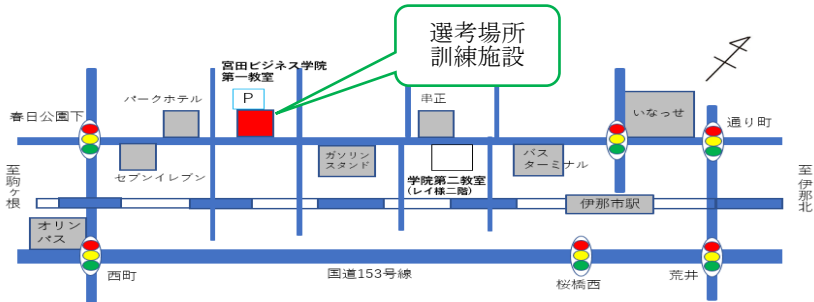 選考場所
訓練施設
宮田ビジネス学院
第一教室
P
パークホテル
串正
いなっせ
春日公園下
通り町
セブンイレブン
ガソリン
スタンド
バス
ターミナル
学院第二教室
(レイ様二階)
至駒ヶ根
至伊那北
伊那市駅
オリン
パス
西町
国道153号線
桜橋西
荒井